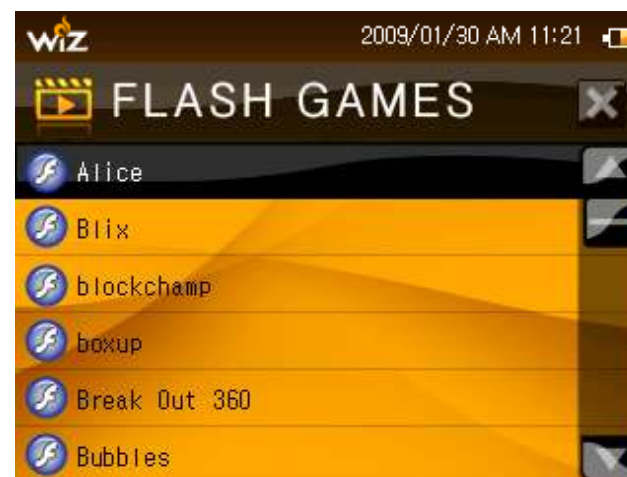 wiz
2009/01/30 AM 11:21
FLASH GAMES
Alice
Blix
blockchamp
boxup
Break Out 360
Bubbles